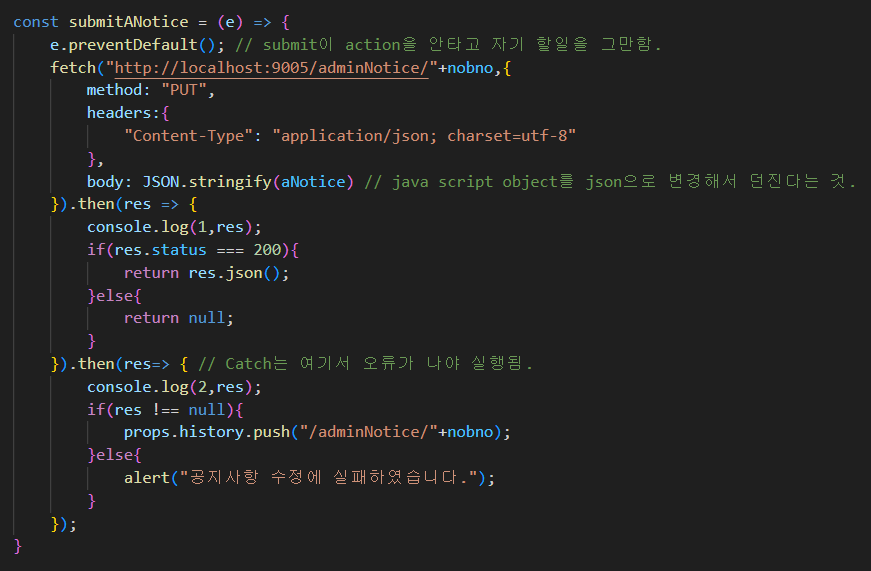 const submitANotice = (e) => {
e.preventDefault(); // submit이 action을 안타고 자기 할일을 그만함.
fetch("http://localhost:9005/adminNotice/"+nobno,{
method: "PUT",
headers:{
"Content-Type": "application/json; charset=utf-8"
},
body: JSON.stringify(aNotice) // java script object를 json으로 변경해서 던진다는 것.
}).then(res => {
console.log(1,res);
if(res.status === 200){
return res.json();
}else{
return null;
}
}).then(res=> { // Catch는 여기서 오류가 나야 실행됨.
console.log(2,res);
if(res !== null){
props.history.push("/adminNotice/"+nobno);
}else{
alert("공지사항 수정에 실패하였습니다.");
}
});
}